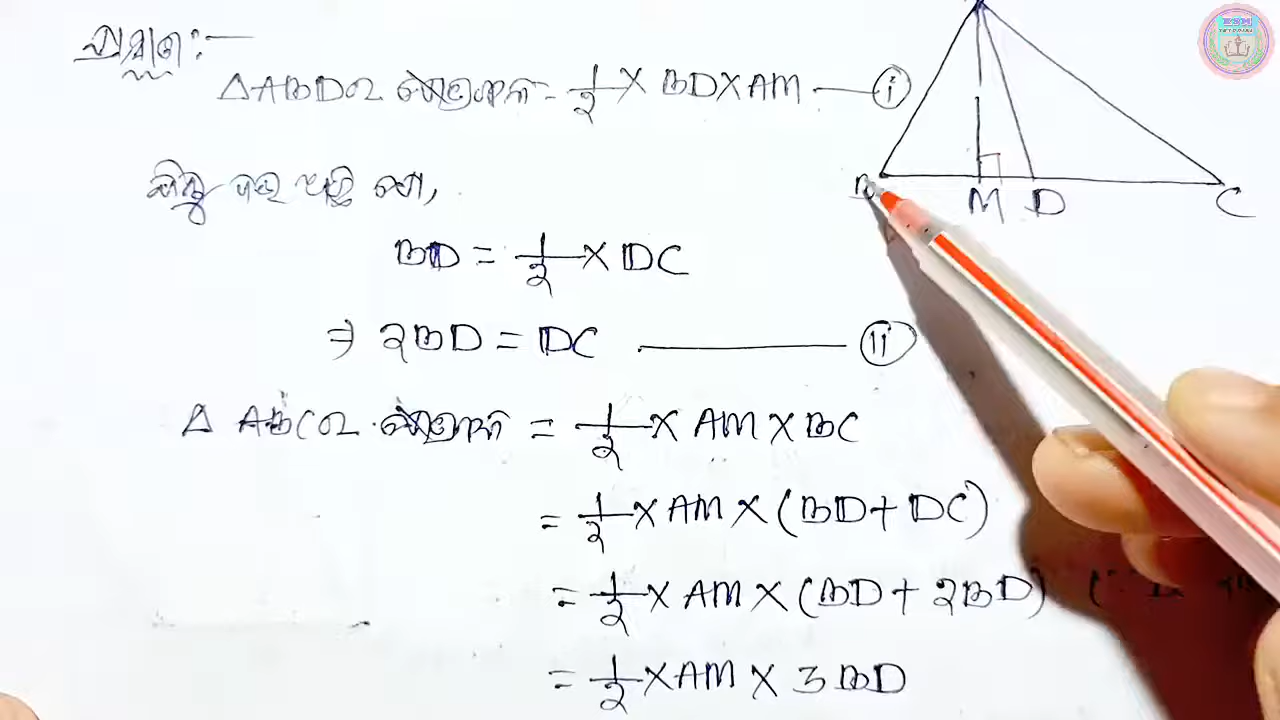 ପ୍ରମାଣ :—
△ABDର କ୍ଷେତ୍ରଫଳ = 1/2 × BD × AM —— (i)
କିନ୍ତୁ ଦତ୍ତ ଅଛି ଯେ,
BD = 1/2 × DC
⇒ 2BD = DC —— (ii)
△ ABCର କ୍ଷେତ୍ରଫଳ = 1/2 × AM × BC
= 1/2 × AM × (BD + DC)
= 1/2 × AM × (BD + 2BD) (∵
= 1/2 × AM × 3BD
B M D C